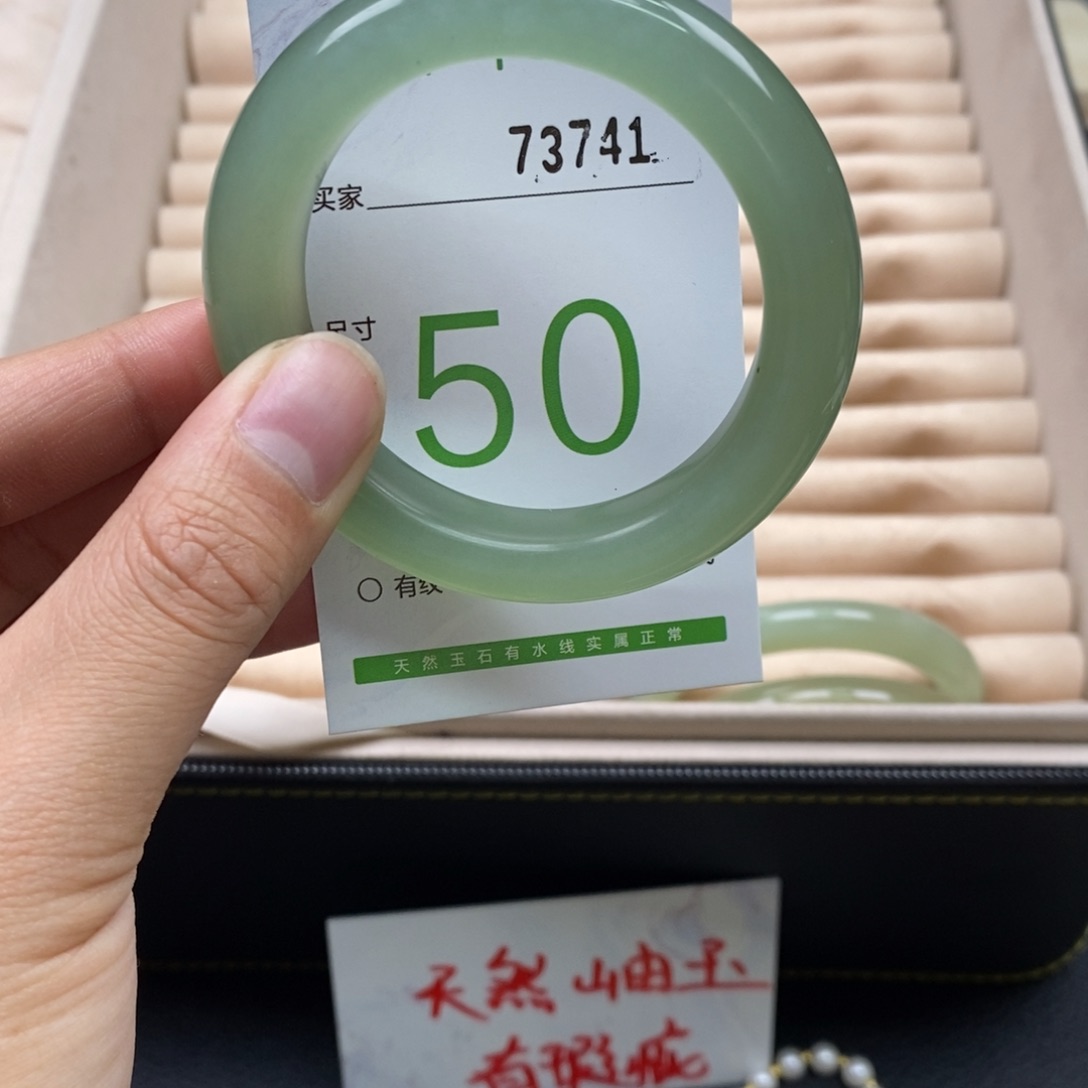 73741
买家
尺寸
50
○ 有纹
天然玉石有水线实属正常
天然岫玉
有瑕疵